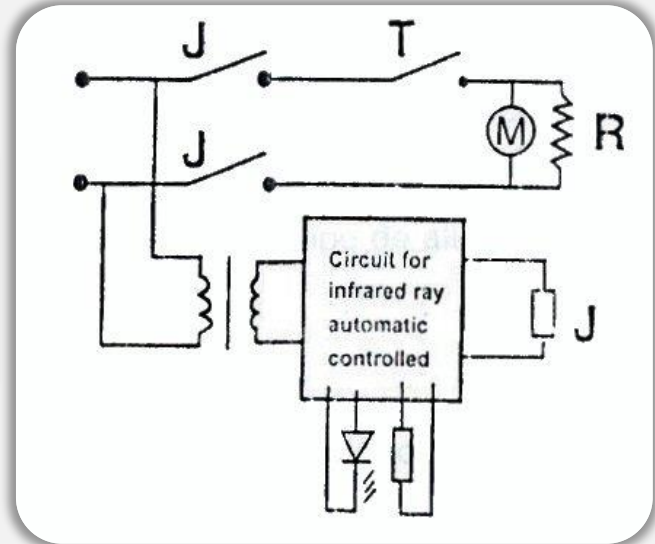 J
T
J
M
R
Circuit for
infrared ray
automatic
controlled
J